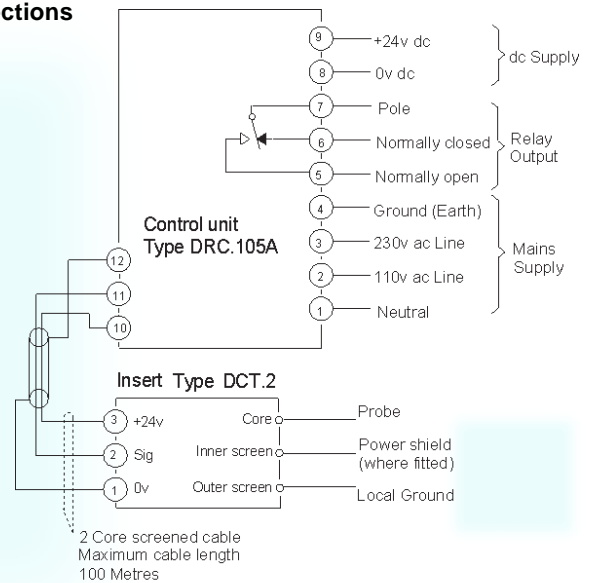 ctions
9 +24v dc
8 0v dc
dc Supply
7 Pole
6 Normally closed
5 Normally open
Relay
Output
4 Ground (Earth)
3 230v ac Line
2 110v ac Line
1 Neutral
Mains
Supply
Control unit
Type DRC.105A
12
11
10
Insert Type DCT.2
3 +24v
2 Sig
1 0v
Core
Inner screen
Outer screen
Probe
Power shield
(where fitted)
Local Ground
2 Core screened cable
Maximum cable length
100 Metres